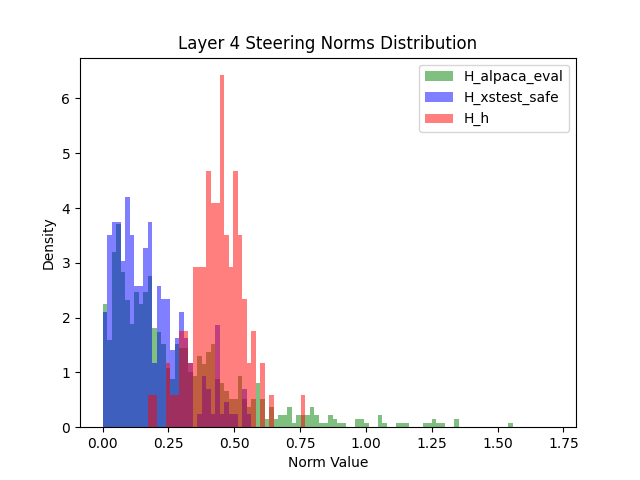 Layer 4 Steering Norms Distribution
H_alpaca_eval
H_xstest_safe
H_h
Density
6
5
4
3
2
1
0
0.00 0.25 0.50 0.75 1.00 1.25 1.50 1.75
Norm Value